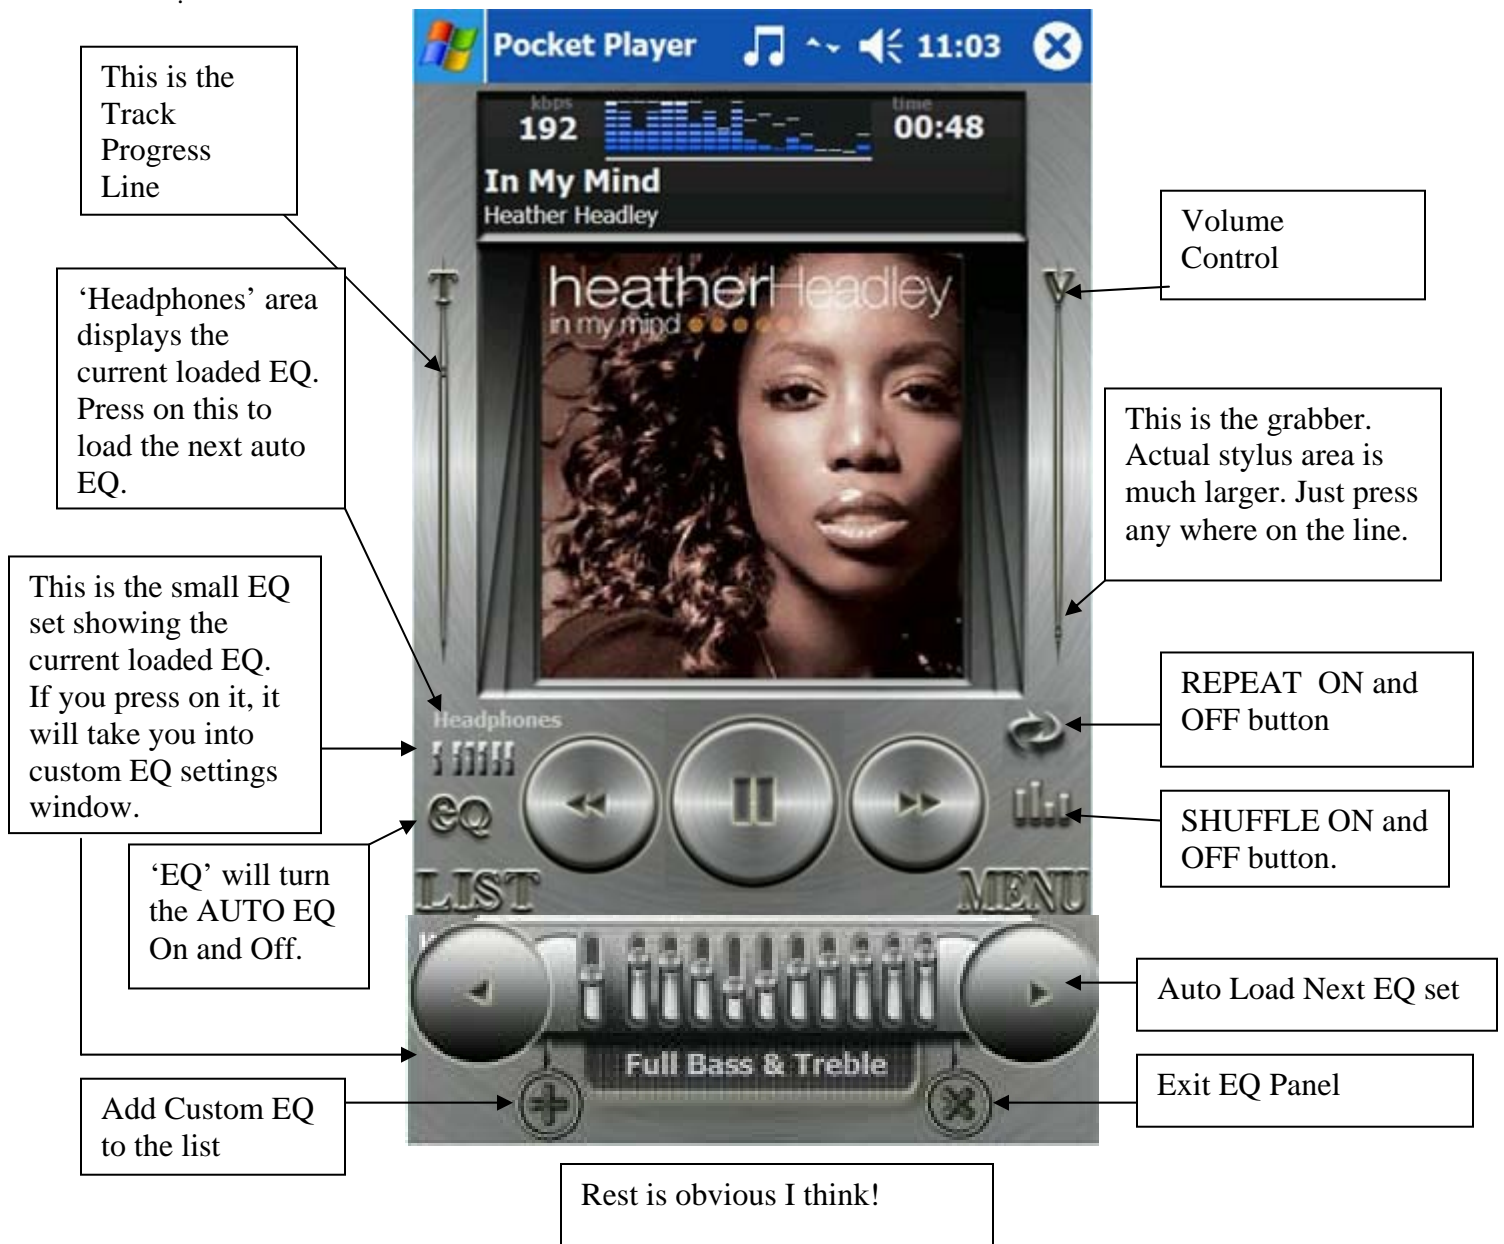 Pocket Player
11:03
kbps
192
time
00:48
In My Mind
Heather Headley
heatherHeadley
in my mind
T
V
Headphones
eQ
LIST
MENU
Full Bass & Treble
This is the
Track
Progress
Line
‘Headphones’ area
displays the
current loaded EQ.
Press on this to
load the next auto
EQ.
This is the small EQ
set showing the
current loaded EQ.
If you press on it, it
will take you into
custom EQ settings
window.
‘EQ’ will turn
the AUTO EQ
On and Off.
Add Custom EQ
to the list
Volume
Control
This is the grabber.
Actual stylus area is
much larger. Just press
any where on the line.
REPEAT ON and
OFF button
SHUFFLE ON and
OFF button.
Auto Load Next EQ set
Exit EQ Panel
Rest is obvious I think!